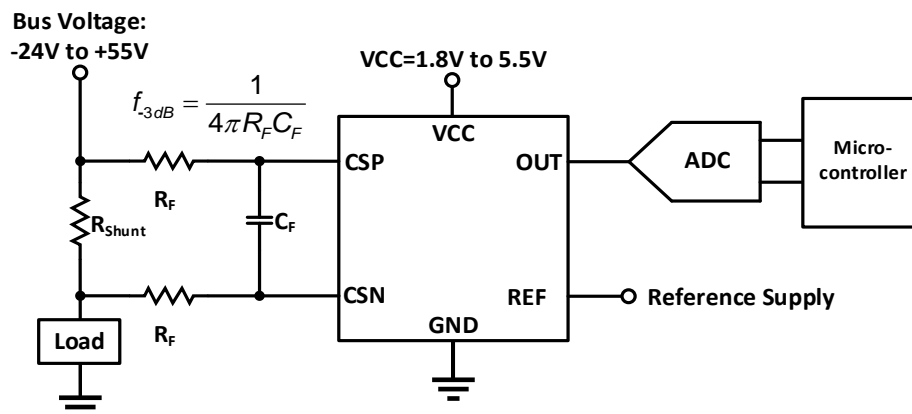 Bus Voltage:
-24V to +55V
f-3dB = 1 / 4πRFCF
VCC=1.8V to 5.5V
VCC
CSP
OUT
ADC
Micro-
controller
RF
RShunt
CF
CSN
REF
Reference Supply
RF
GND
Load